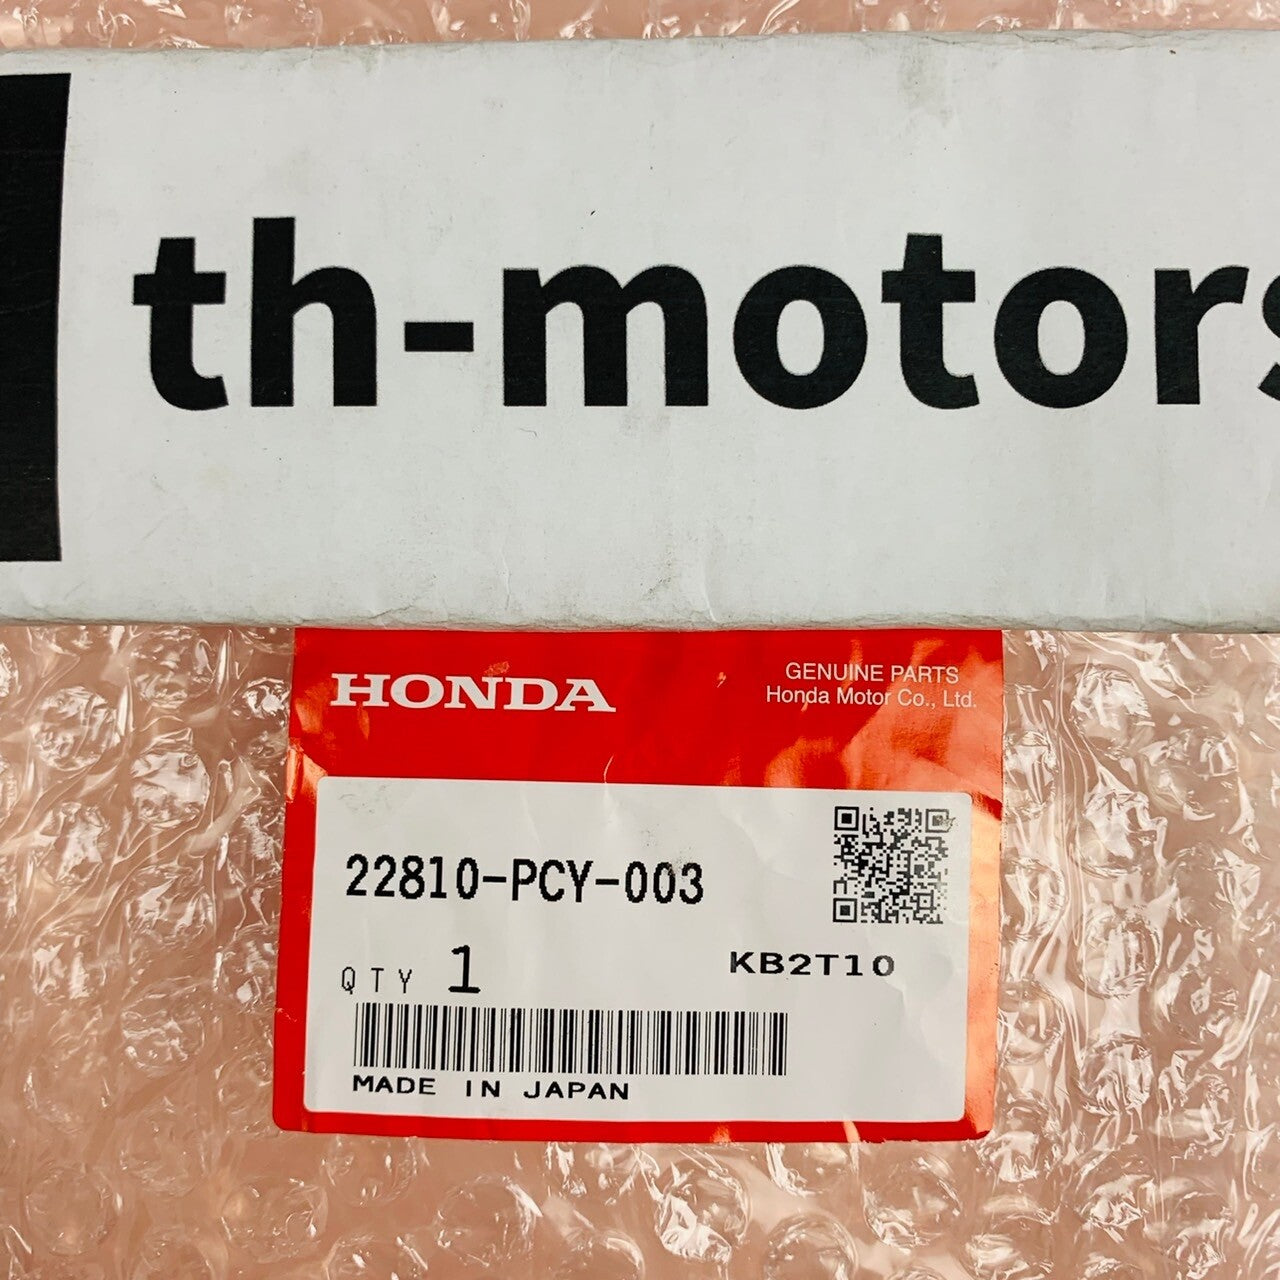 th-motors
HONDA
GENUINE PARTS
Honda Motor Co., Ltd.
22810-PCY-003
QTY 1
KB2T10
MADE IN JAPAN